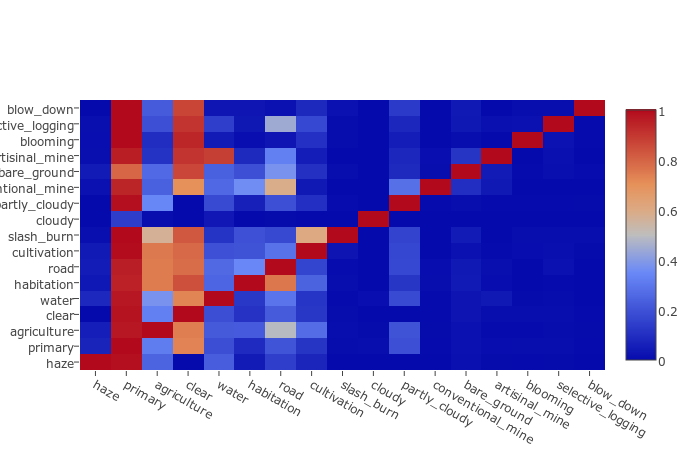 blow_down
ctive_logging
blooming
artisinal_mine
bare_ground
entional_mine
partly_cloudy
cloudy
slash_burn
cultivation
road
habitation
water
clear
agriculture
primary
haze
haze
primary
agriculture
clear
water
habitation
road
cultivation
slash_burn
cloudy
partly_cloudy
conventional_mine
bare_ground
artisinal_mine
blooming
selective_logging
blow_down
1
0.8
0.6
0.4
0.2
0